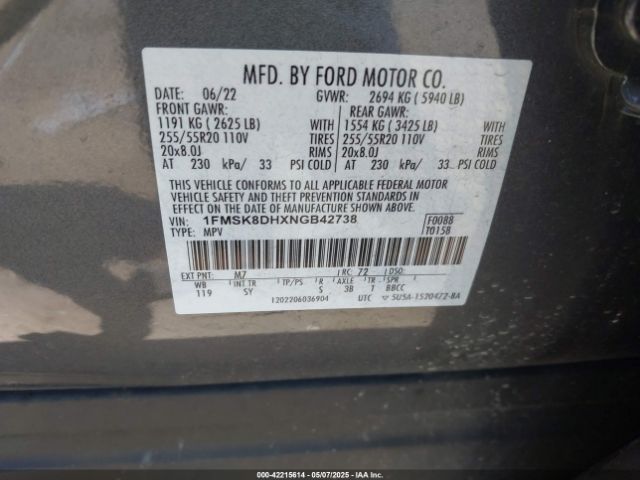 MFD. BY FORD MOTOR CO.
DATE: 06/22 GVWR: 2694 KG ( 5940 LB)
FRONT GAWR: REAR GAWR:
1191 KG ( 2625 LB) WITH 1554 KG ( 3425 LB) WITH
255/55R20 110V TIRES 255/55R20 110V TIRES
20x8.0J RIMS 20x8.0J RIMS
AT 230 kPa/ 33 PSI COLD AT 230 kPa/ 33 PSI COLD
THIS VEHICLE CONFORMS TO ALL APPLICABLE FEDERAL MOTOR
VEHICLE SAFETY AND THEFT PREVENTION STANDARDS IN
EFFECT ON THE DATE OF MANUFACTURE SHOWN ABOVE.
VIN: 1FMSK8DHXNGB42738 F0088
TYPE: MPV T0158
EXT PNT: M7 RC: 72 DSO:
WB INT TR TP/PS R AXLE TR SPR
119 SY S 3B 1 BBCC
1202206036904 UTC 5U5A-1520472-BA
000-42215614 - 05/07/2025 - IAAI.COM